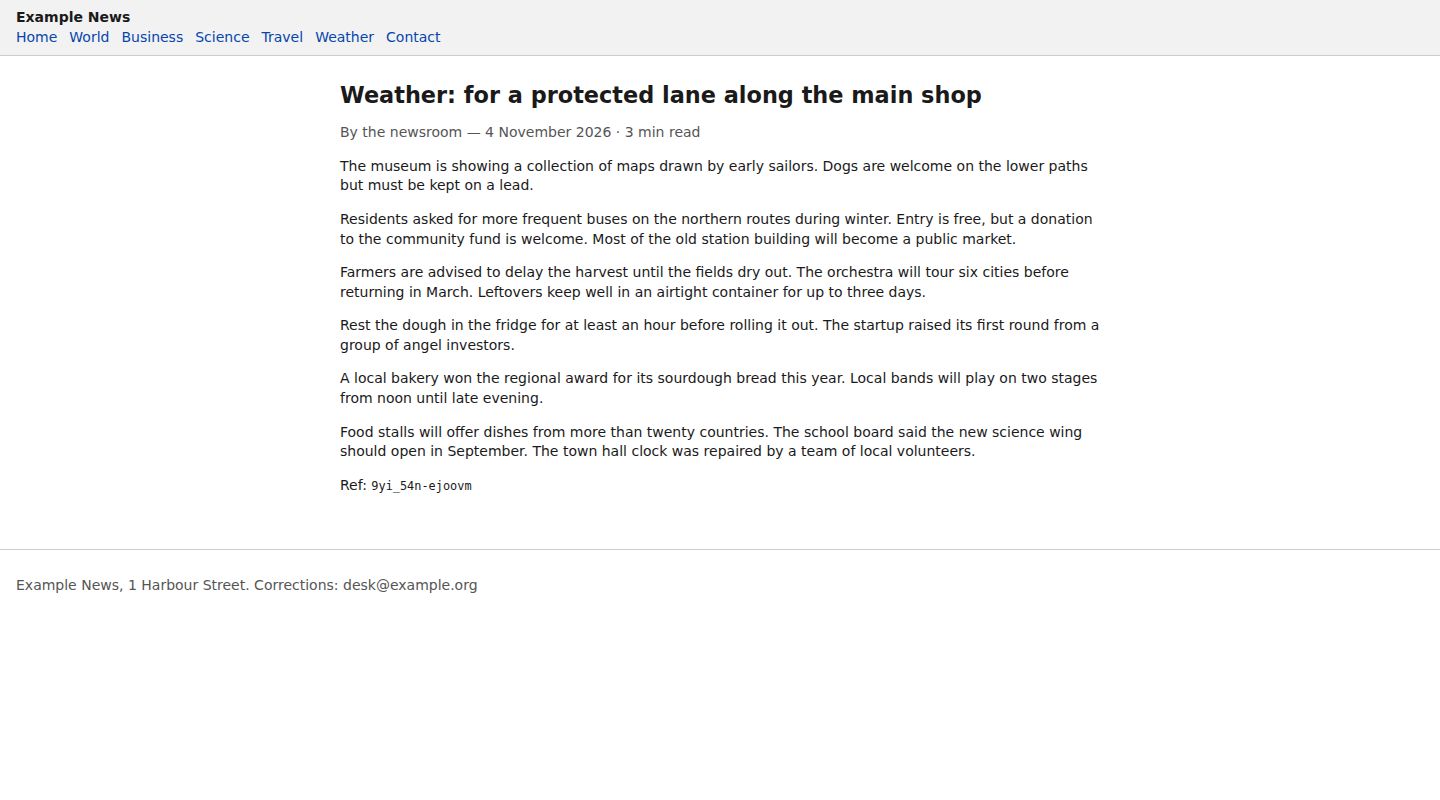 Example News
Home World Business Science Travel Weather Contact
Weather: for a protected lane along the main shop
By the newsroom — 4 November 2026 · 3 min read
The museum is showing a collection of maps drawn by early sailors. Dogs are welcome on the lower paths
but must be kept on a lead.
Residents asked for more frequent buses on the northern routes during winter. Entry is free, but a donation
to the community fund is welcome. Most of the old station building will become a public market.
Farmers are advised to delay the harvest until the fields dry out. The orchestra will tour six cities before
returning in March. Leftovers keep well in an airtight container for up to three days.
Rest the dough in the fridge for at least an hour before rolling it out. The startup raised its first round from a
group of angel investors.
A local bakery won the regional award for its sourdough bread this year. Local bands will play on two stages
from noon until late evening.
Food stalls will offer dishes from more than twenty countries. The school board said the new science wing
should open in September. The town hall clock was repaired by a team of local volunteers.
Ref: 9yi_54n-ejoovm
Example News, 1 Harbour Street. Corrections: desk@example.org